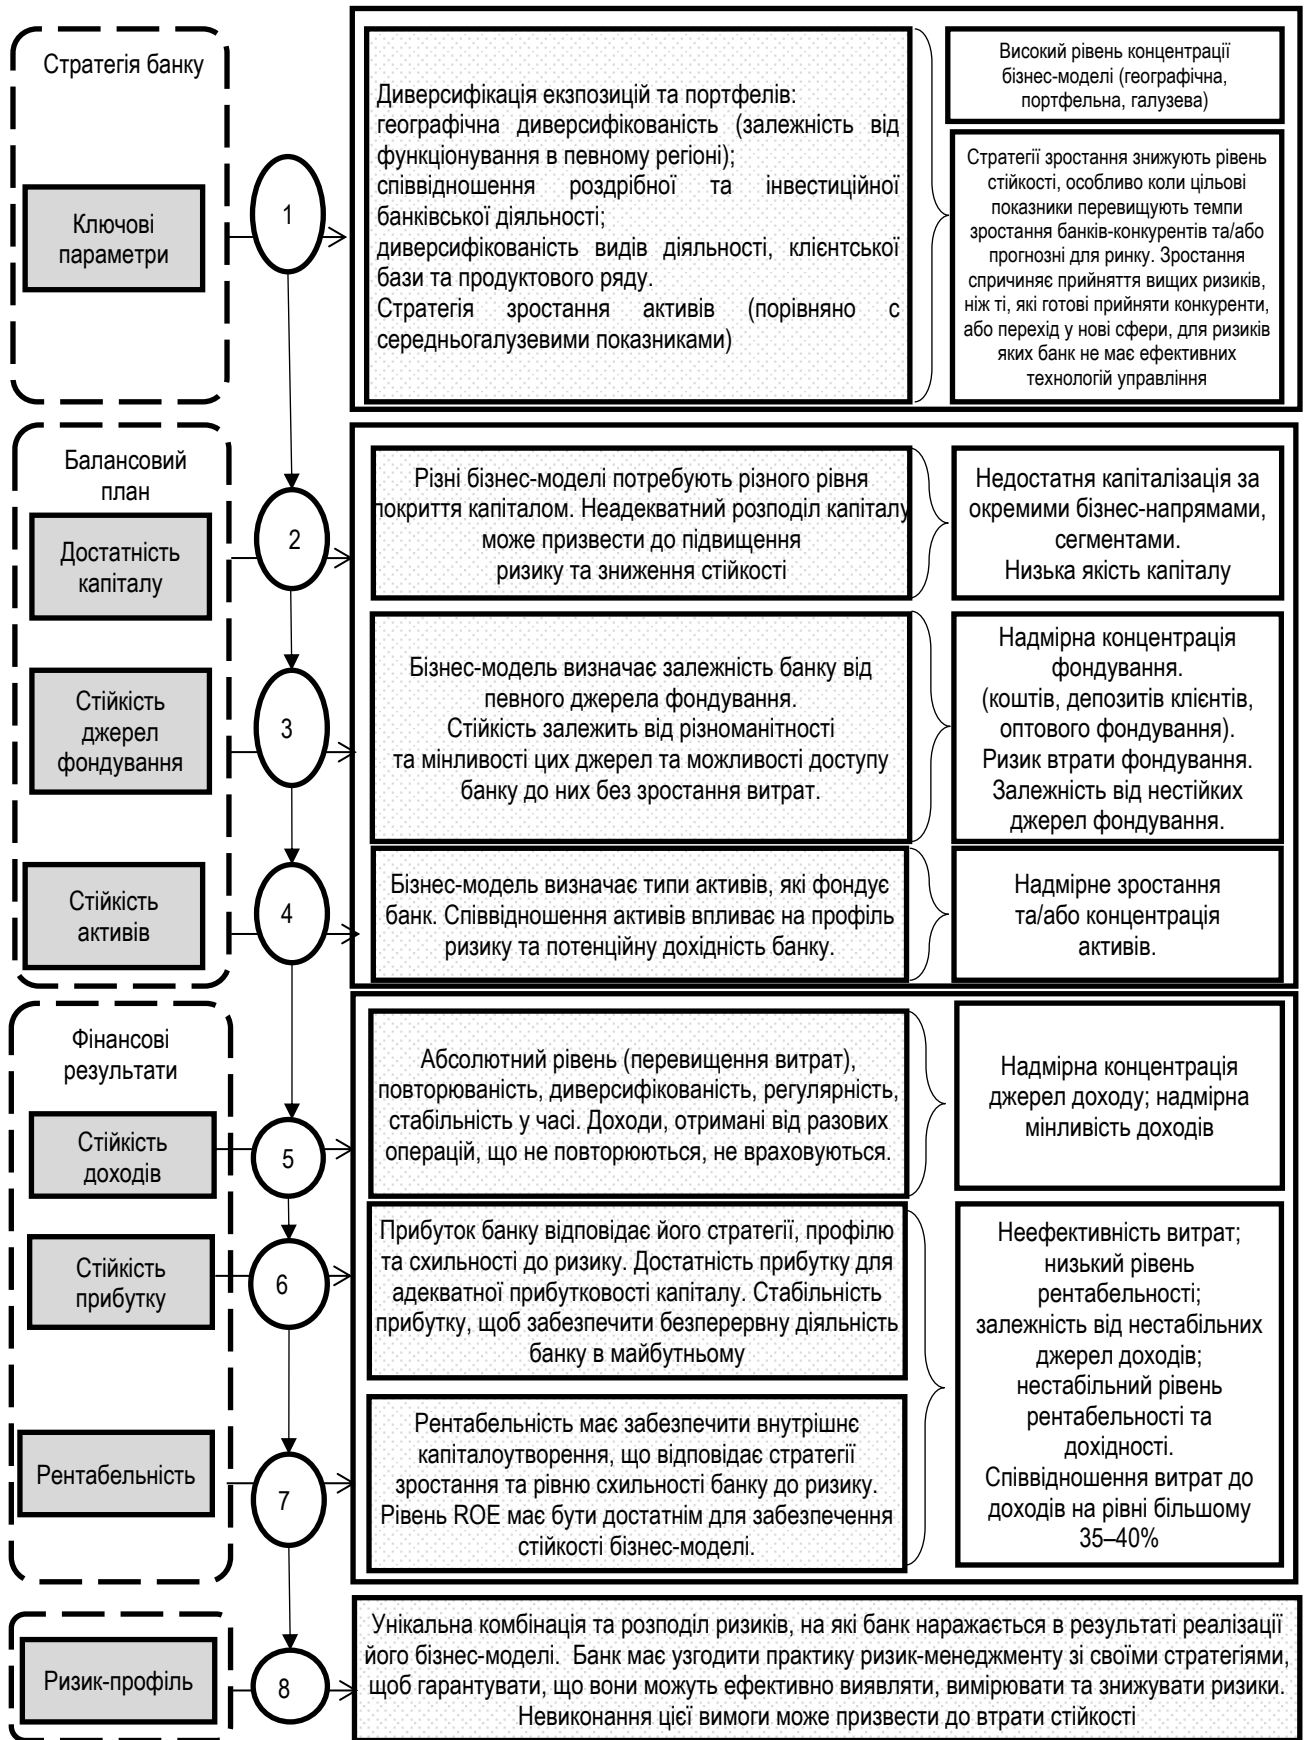 Стратегія банку
Ключові
параметри
1
Диверсифікація екзпозицій та портфелів:
географічна диверсифікованість (залежність від
функціонування в певному регіоні);
співвідношення роздрібної та інвестиційної
банківської діяльності;
диверсифікованість видів діяльності, клієнтської
бази та продуктового ряду.
Стратегія зростання активів (порівняно с
середньогалузевими показниками)
Високий рівень концентрації
бізнес-моделі (географічна,
портфельна, галузева)
Стратегії зростання знижують рівень
стійкості, особливо коли цільові
показники перевищують темпи
зростання банків-конкурентів та/або
прогнозні для ринку. Зростання
спричиняє прийняття вищих ризиків,
ніж ті, які готові прийняти конкуренти,
або перехід у нові сфери, для ризиків
яких банк не має ефективних
технологій управління
Балансовий
план
Достатність
капіталу
2
Різні бізнес-моделі потребують різного рівня
покриття капіталом. Неадекватний розподіл капіталу
може призвести до підвищення
ризику та зниження стійкості
Недостатня капіталізація за
окремими бізнес-напрямами,
сегментами.
Низька якість капіталу
Стійкість
джерел
фондування
3
Бізнес-модель визначає залежність банку від
певного джерела фондування.
Стійкість залежить від різноманітності
та мінливості цих джерел та можливості доступу
банку до них без зростання витрат.
Надмірна концентрація
фондування.
(коштів, депозитів клієнтів,
оптового фондування).
Ризик втрати фондування.
Залежність від нестійких
джерел фондування.
Стійкість
активів
4
Бізнес-модель визначає типи активів, які фондує
банк. Співвідношення активів впливає на профіль
ризику та потенційну дохідність банку.
Надмірне зростання
та/або концентрація
активів.
Фінансові
результати
Стійкість
доходів
5
Абсолютний рівень (перевищення витрат),
повторюваність, диверсифікованість, регулярність,
стабільність у часі. Доходи, отримані від разових
операцій, що не повторюються, не враховуються.
Надмірна концентрація
джерел доходу; надмірна
мінливість доходів
Стійкість
прибутку
6
Прибуток банку відповідає його стратегії, профілю
та схильності до ризику. Достатність прибутку для
адекватної прибутковості капіталу. Стабільність
прибутку, щоб забезпечити безперервну діяльність
банку в майбутньому
Неефективність витрат;
низький рівень
рентабельності;
залежність від нестабільних
джерел доходів;
нестабільний рівень
рентабельності та
дохідності.
Співвідношення витрат до
доходів на рівні більшому
35–40%
Рентабельність
7
Рентабельність має забезпечити внутрішнє
капіталоутворення, що відповідає стратегії
зростання та рівню схильності банку до ризику.
Рівень ROE має бути достатнім для забезпечення
стійкості бізнес-моделі.
Ризик-профіль
8
Унікальна комбінація та розподіл ризиків, на які банк наражається в результаті реалізації
його бізнес-моделі. Банк має узгодити практику ризик-менеджменту зі своїми стратегіями,
щоб гарантувати, що вони можуть ефективно виявляти, вимірювати та знижувати ризики.
Невиконання цієї вимоги може призвести до втрати стійкості